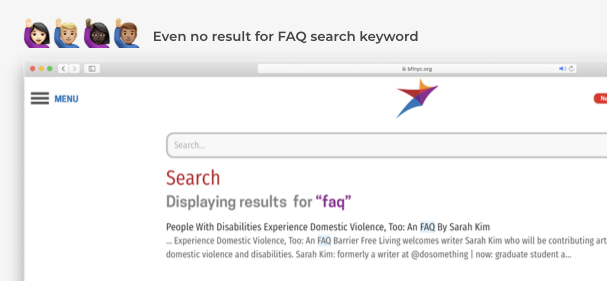 Even no result for FAQ search keyword
bflnyc.org
MENU
Search...
Search
Displaying results for “faq”
People With Disabilities Experience Domestic Violence, Too: An FAQ By Sarah Kim
... Experience Domestic Violence, Too: An FAQ Barrier Free Living welcomes writer Sarah Kim who will be contributing art
domestic violence and disabilities. Sarah Kim: formerly a writer at @dosomething | now: graduate student a...